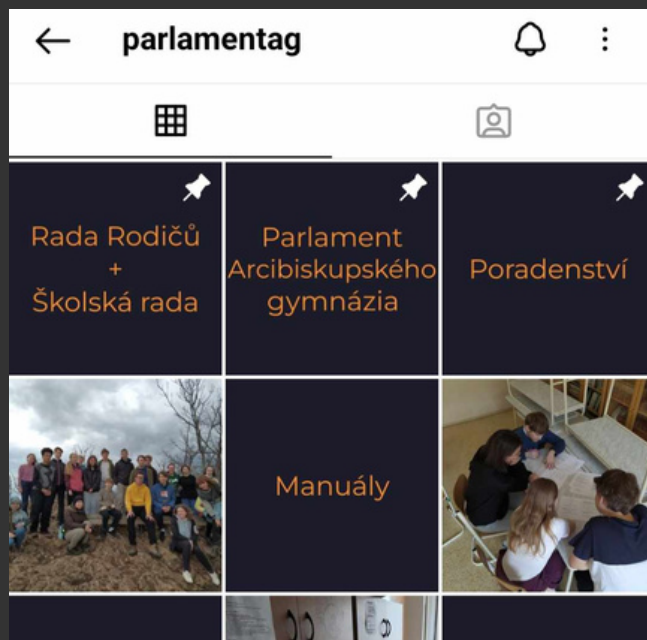 parlamentag
Rada Rodičů
+
Školská rada
Parlament
Arcibiskupského
gymnázia
Poradenství
Manuály